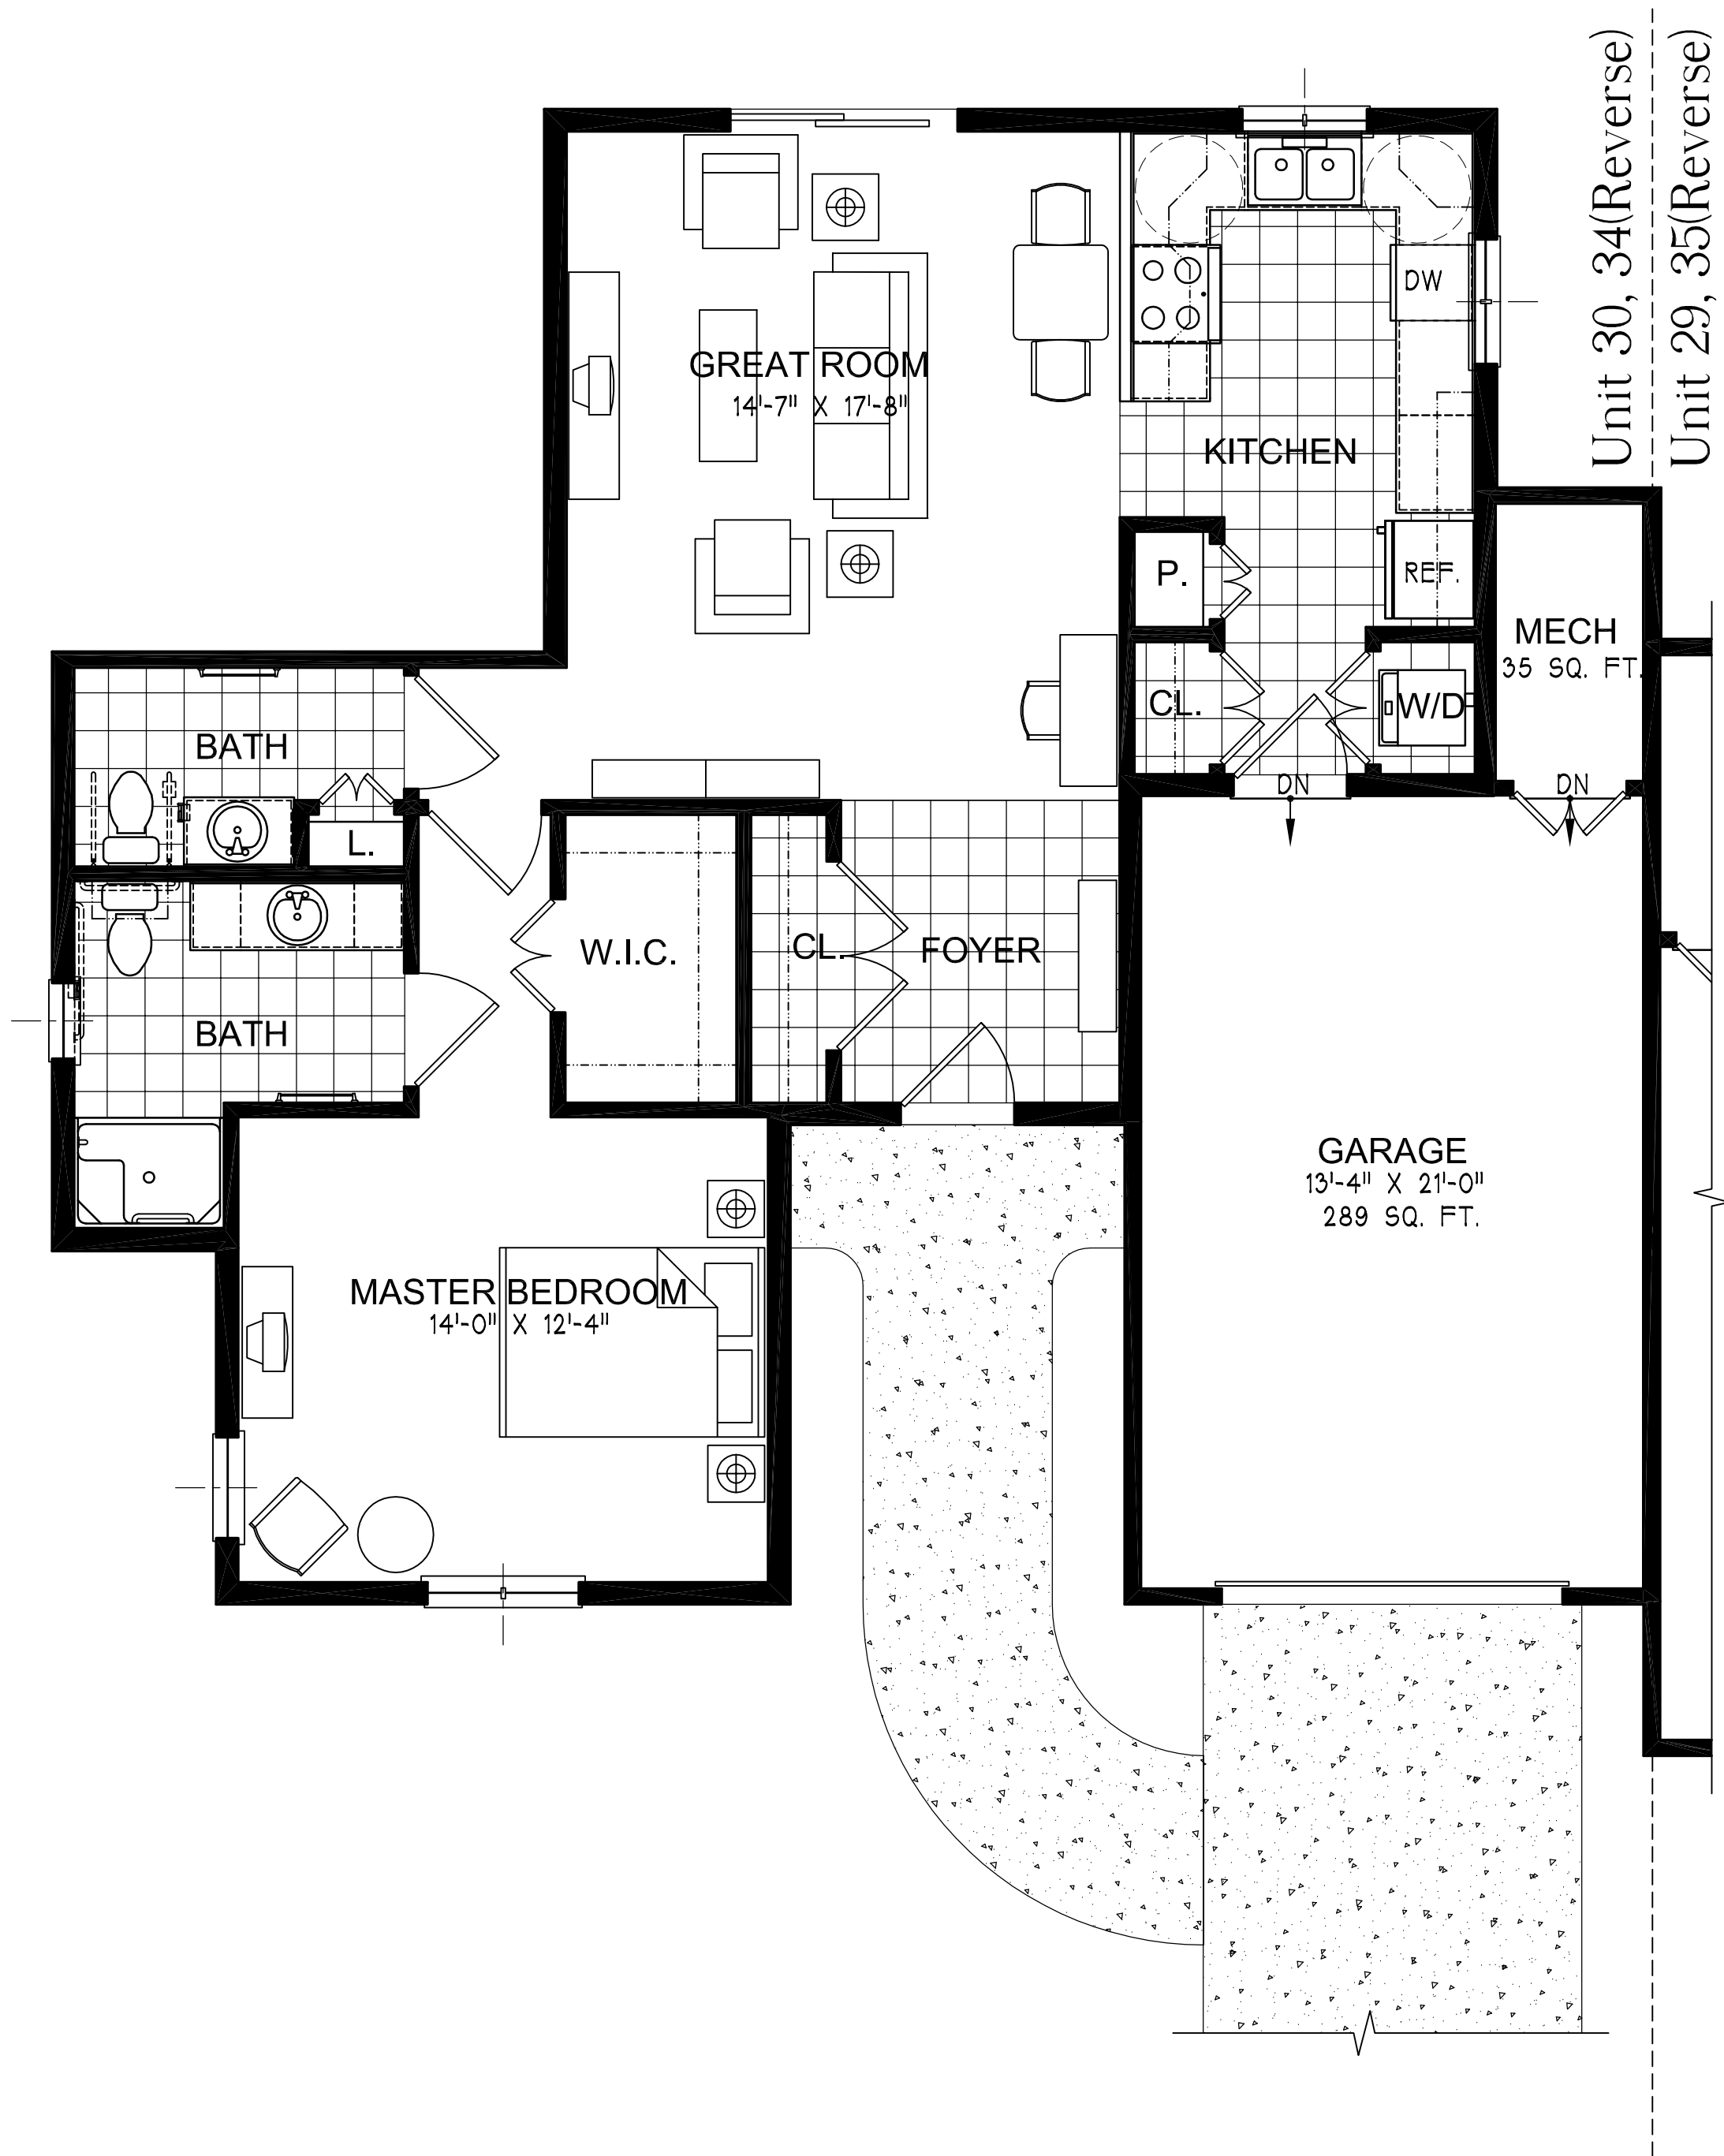 Unit 30, 34(Reverse)
Unit 29, 35(Reverse)
DW
GREAT ROOM
14'-7" X 17'-8"
KITCHEN
P.
REF.
MECH
35 SQ. FT.
CL.
W/D
BATH
DN
DN
L.
W.I.C.
CL.
FOYER
BATH
GARAGE
13'-4" X 21'-0"
289 SQ. FT.
MASTER BEDROOM
14'-0" X 12'-4"